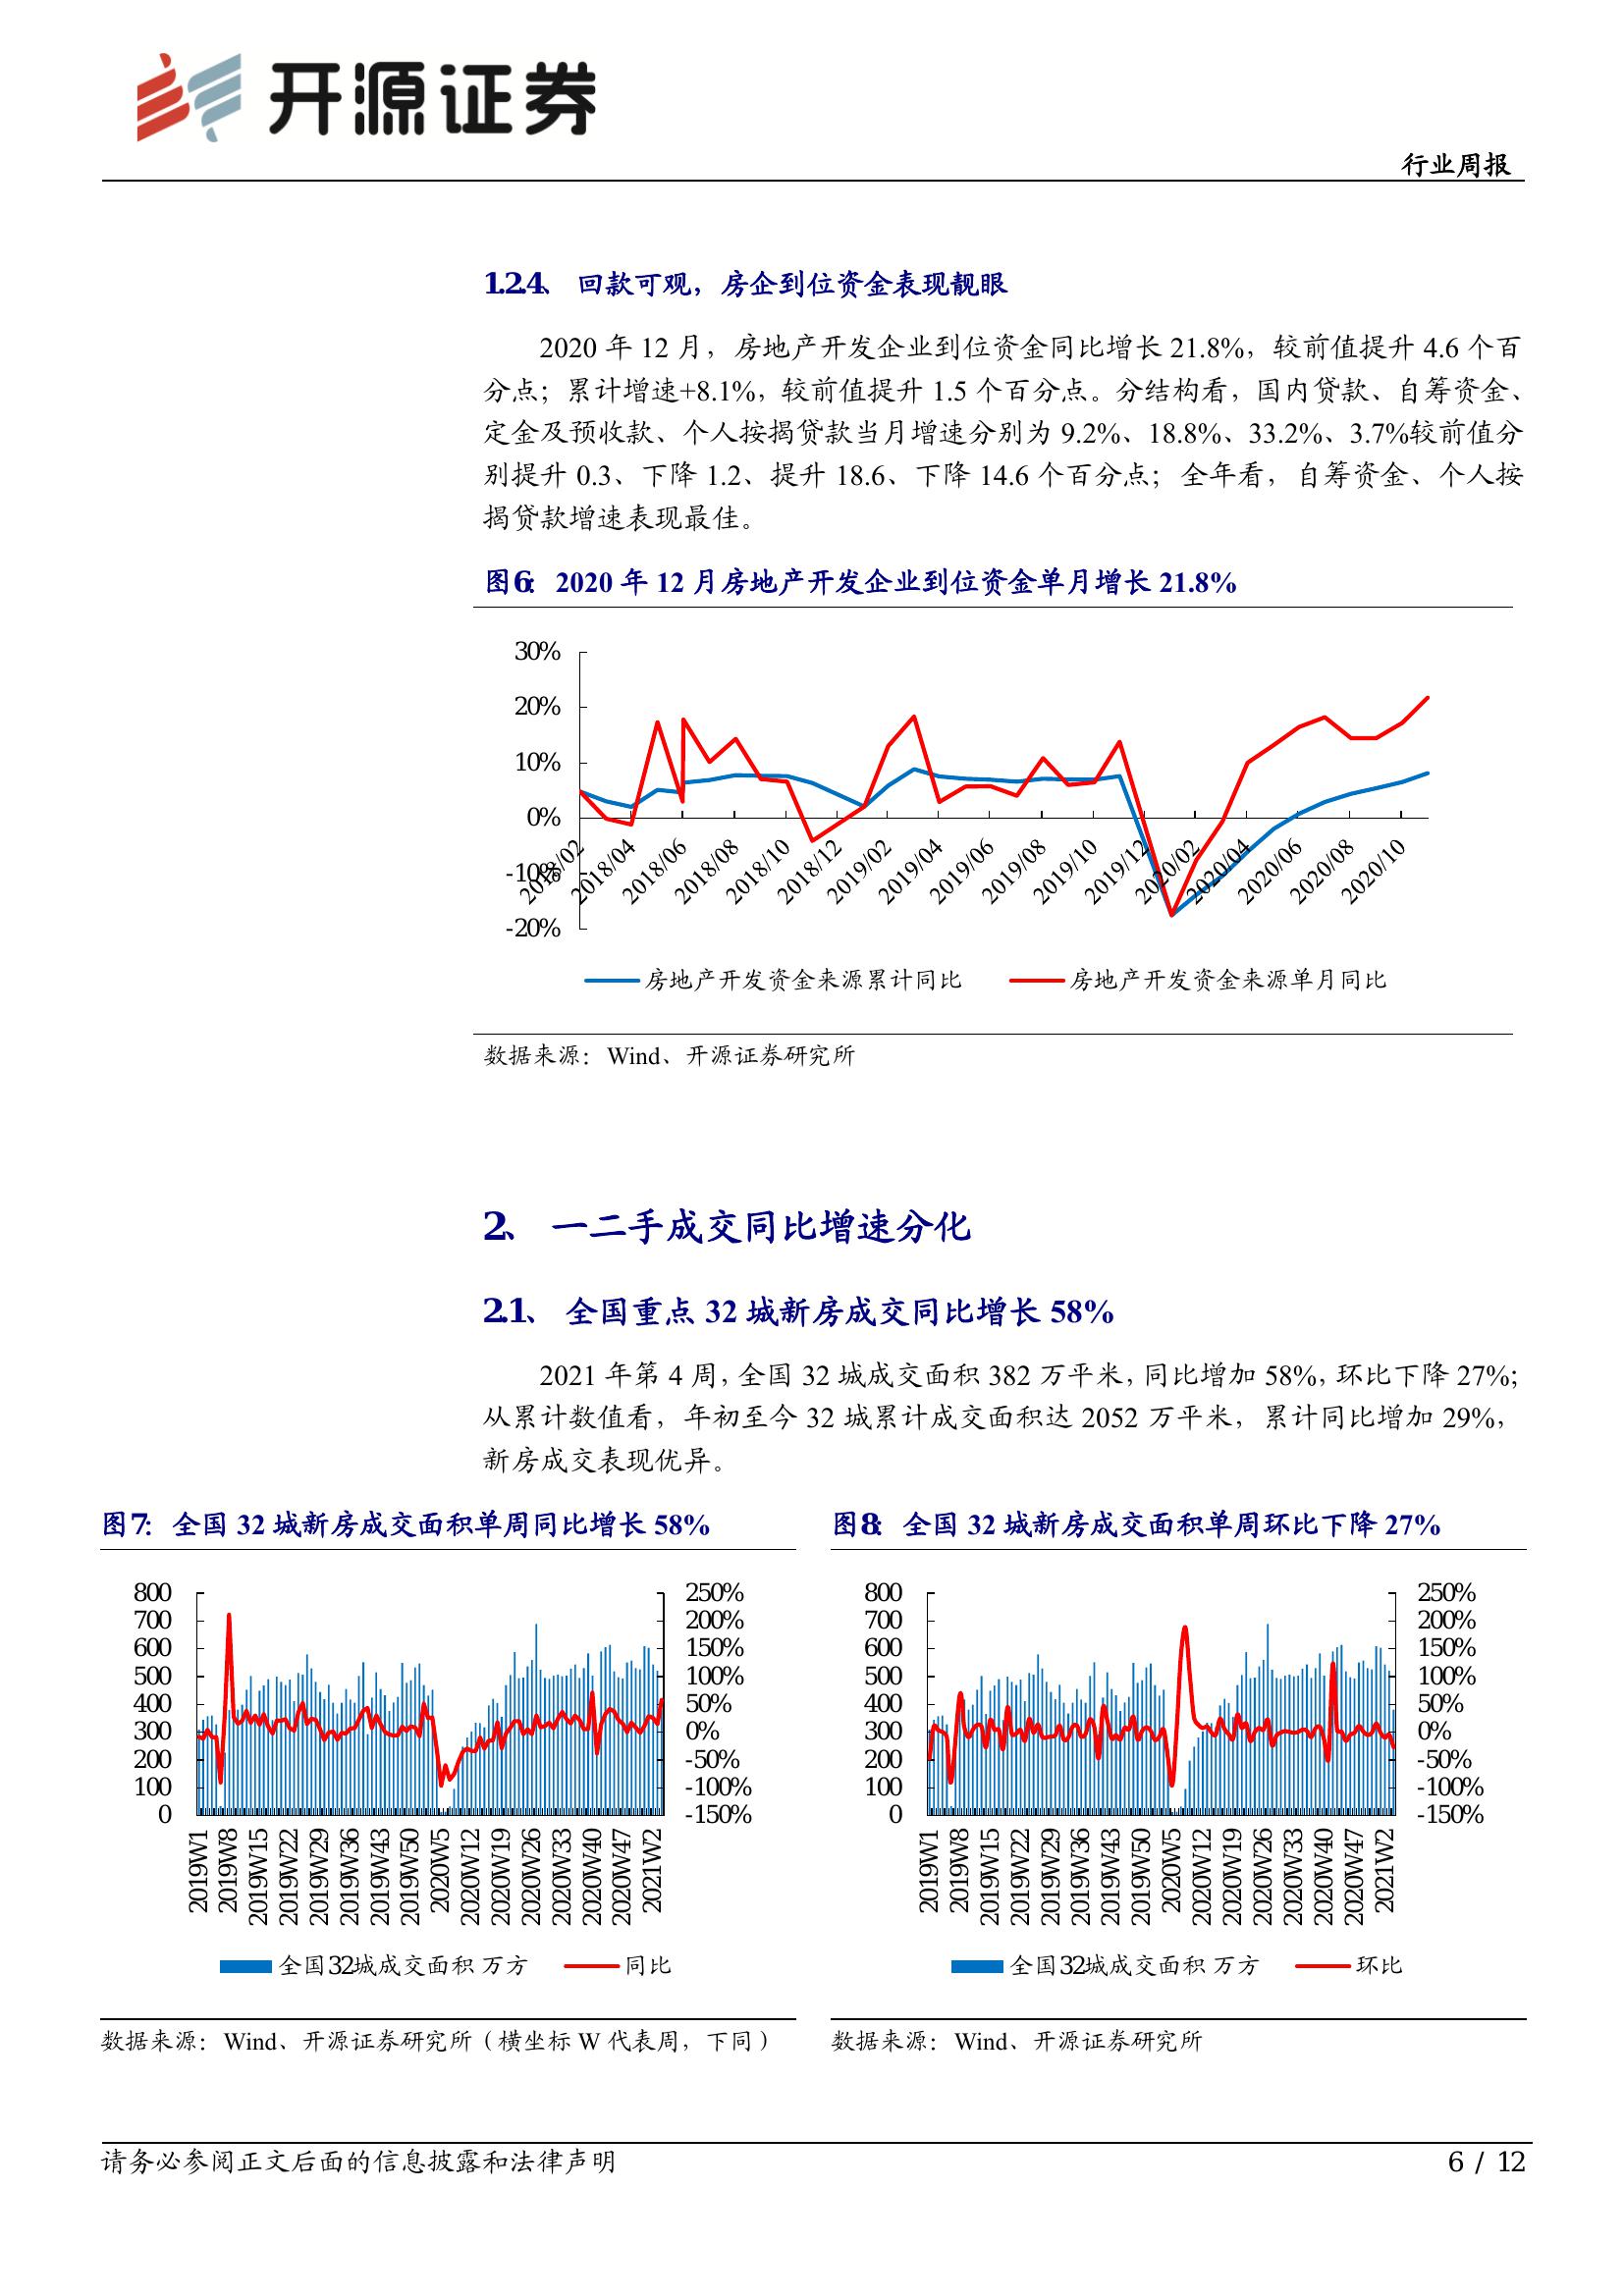 开源证券
行业周报
1.2.4、 回款可观，房企到位资金表现靓眼
2020 年 12 月，房地产开发企业到位资金同比增长 21.8%，较前值提升 4.6 个百
分点；累计增速+8.1%，较前值提升 1.5 个百分点。分结构看，国内贷款、自筹资金、
定金及预收款、个人按揭贷款当月增速分别为 9.2%、18.8%、33.2%、3.7%较前值分
别提升 0.3、下降 1.2、提升 18.6、下降 14.6 个百分点；全年看，自筹资金、个人按
揭贷款增速表现最佳。
图6： 2020 年 12 月房地产开发企业到位资金单月增长 21.8%
30%
20%
10%
0%
-10%
-20%
2018/02 2018/04 2018/06 2018/08 2018/10 2018/12 2019/02 2019/04 2019/06 2019/08 2019/10 2019/12 2020/02 2020/04 2020/06 2020/08 2020/10
房地产开发资金来源累计同比 房地产开发资金来源单月同比
数据来源：Wind、开源证券研究所
2、 一二手成交同比增速分化
2.1、 全国重点 32 城新房成交同比增长 58%
2021 年第 4 周，全国 32 城成交面积 382 万平米，同比增加 58%，环比下降 27%；
从累计数值看，年初至今 32 城累计成交面积达 2052 万平米，累计同比增加 29%，
新房成交表现优异。
图7： 全国 32 城新房成交面积单周同比增长 58%
800 250%
700 200%
600 150%
500 100%
400 50%
300 0%
200 -50%
100 -100%
0 -150%
2019W1 2019W8 2019W15 2019W22 2019W29 2019W36 2019W43 2019W50 2020W5 2020W12 2020W19 2020W26 2020W33 2020W40 2020W47 2021W2
全国32城成交面积 万方 同比
数据来源：Wind、开源证券研究所（横坐标 W 代表周，下同）
图8： 全国 32 城新房成交面积单周环比下降 27%
800 250%
700 200%
600 150%
500 100%
400 50%
300 0%
200 -50%
100 -100%
0 -150%
2019W1 2019W8 2019W15 2019W22 2019W29 2019W36 2019W43 2019W50 2020W5 2020W12 2020W19 2020W26 2020W33 2020W40 2020W47 2021W2
全国32城成交面积 万方 环比
数据来源：Wind、开源证券研究所
请务必参阅正文后面的信息披露和法律声明
6 / 12